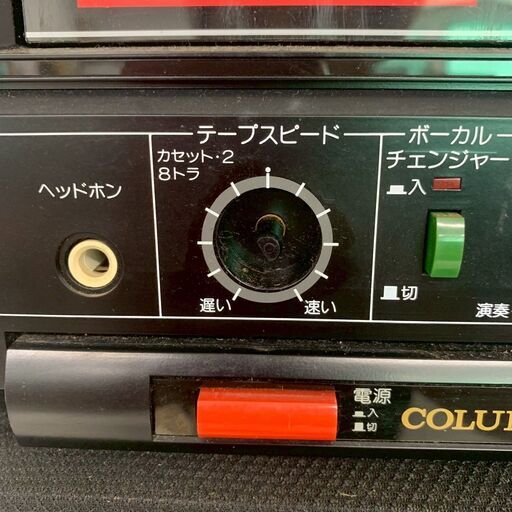 テープスピード
カセット・2
8トラ
ヘッドホン
遅い
速い
ボーカル
チェンジャー
入
切
演奏
電源
入
切